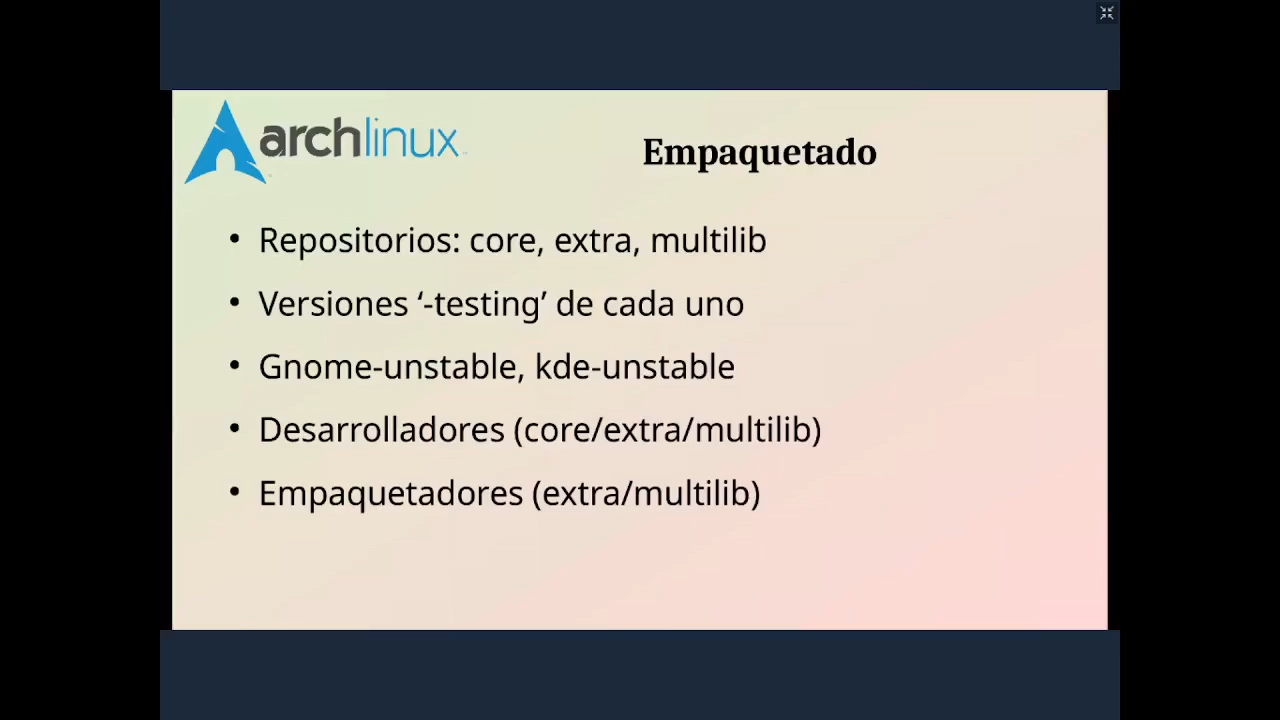 archlinux
Empaquetado
• Repositorios: core, extra, multilib
• Versiones ‘-testing’ de cada uno
• Gnome-unstable, kde-unstable
• Desarrolladores (core/extra/multilib)
• Empaquetadores (extra/multilib)